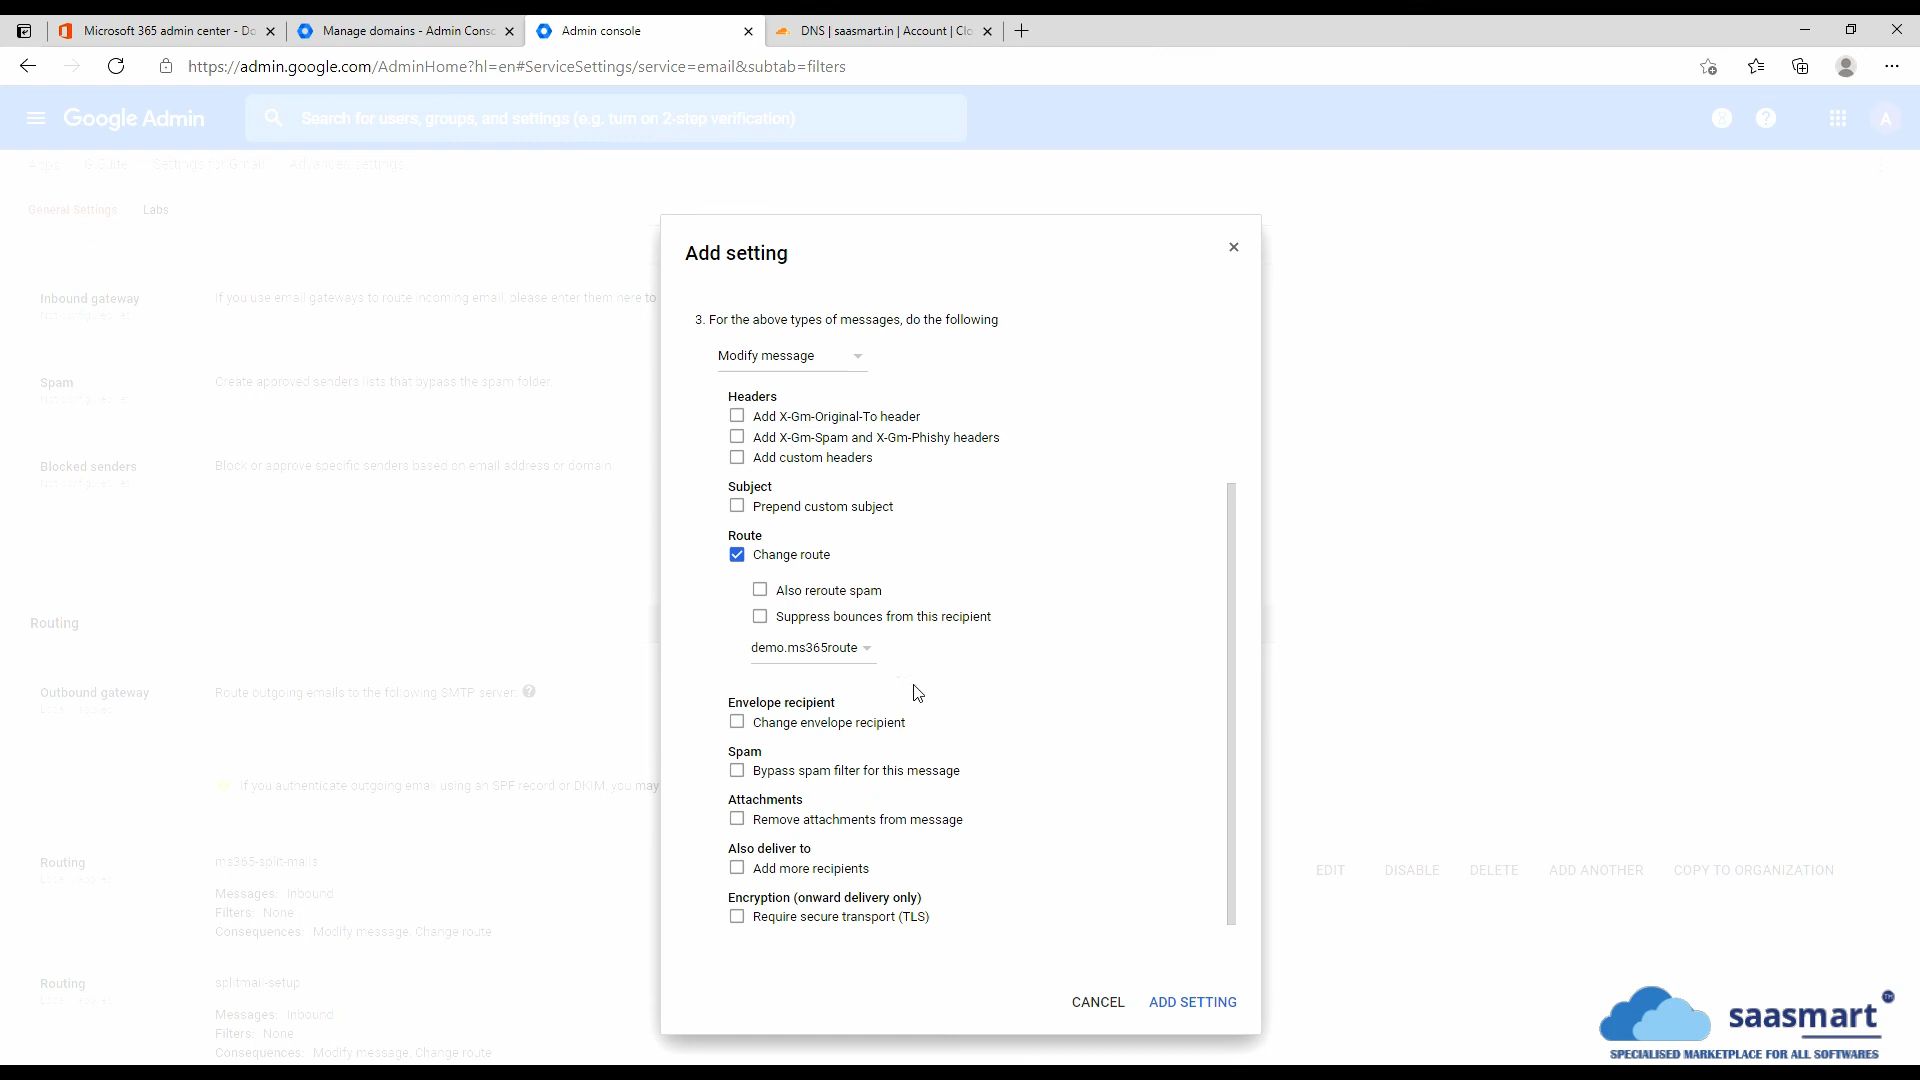 Microsoft 365 admin center - Do
Manage domains - Admin Consc
Admin console
DNS | saasmart.in | Account | Clo
https://admin.google.com/AdminHome?hl=en#ServiceSettings/service=email&subtab=filters
Google Admin
Search for users, groups, and settings (e.g. turn on 2-step verification)
A
Apps G Suite Settings for Gmail Advanced settings
General Settings Labs
Add setting
Inbound gateway
If you use email gateways to route incoming email, please enter them here to
3. For the above types of messages, do the following
Modify message
Spam
Create approved senders lists that bypass the spam folder.
Headers
Add X-Gm-Original-To header
Add X-Gm-Spam and X-Gm-Phishy headers
Add custom headers
Blocked senders
Block or approve specific senders based on email address or domain.
Subject
Prepend custom subject
Route
Change route
Also reroute spam
Suppress bounces from this recipient
demo.ms365route
Routing
Outbound gateway
Route outgoing emails to the following SMTP server:
Envelope recipient
Change envelope recipient
Spam
Bypass spam filter for this message
If you authenticate outgoing email using an SPF record or DKIM, you may
Attachments
Remove attachments from message
Also deliver to
Add more recipients
Encryption (onward delivery only)
Require secure transport (TLS)
Routing
ms365-split-mails
EDIT DISABLE DELETE ADD ANOTHER COPY TO ORGANIZATION
Messages: Inbound
Filters: None
Consequences: Modify message, Change route
Routing
splitmail-setup
Messages: Inbound
Filters: None
Consequences: Modify message, Change route
CANCEL ADD SETTING
saasmart TM
SPECIALISED MARKETPLACE FOR ALL SOFTWARES